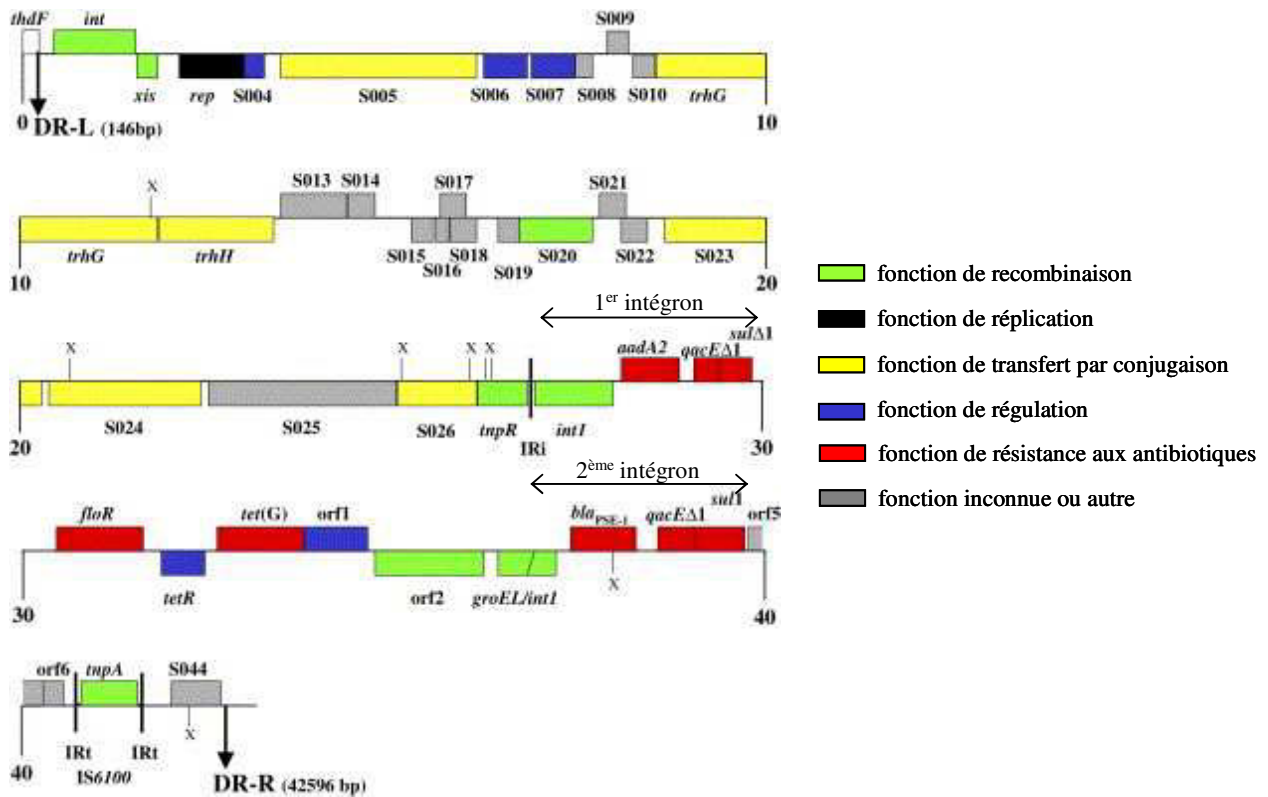 thdF int S009
xis rep S004 S005 S006 S007 S008 S010 trhG
0 DR-L (146bp) 10
x S013 S014 S017 S021
trhG trhH S015 S016 S018 S019 S020 S022 S023
10 20
1er intégron
x x x x aadA2 qacEΔ1 sulΔ1
S024 S025 S026 tnpR IRi int1
20 30
2ème intégron
floR tet(G) orf1 blaPSE-1 qacEΔ1 sul1 orf5
tetR orf2 groEL/int1 x
30 40
orf6 tnpA S044
x
IRt IRt
40 IS6100
DR-R (42596 bp)
fonction de recombinaison
fonction de réplication
fonction de transfert par conjugaison
fonction de régulation
fonction de résistance aux antibiotiques
fonction inconnue ou autre